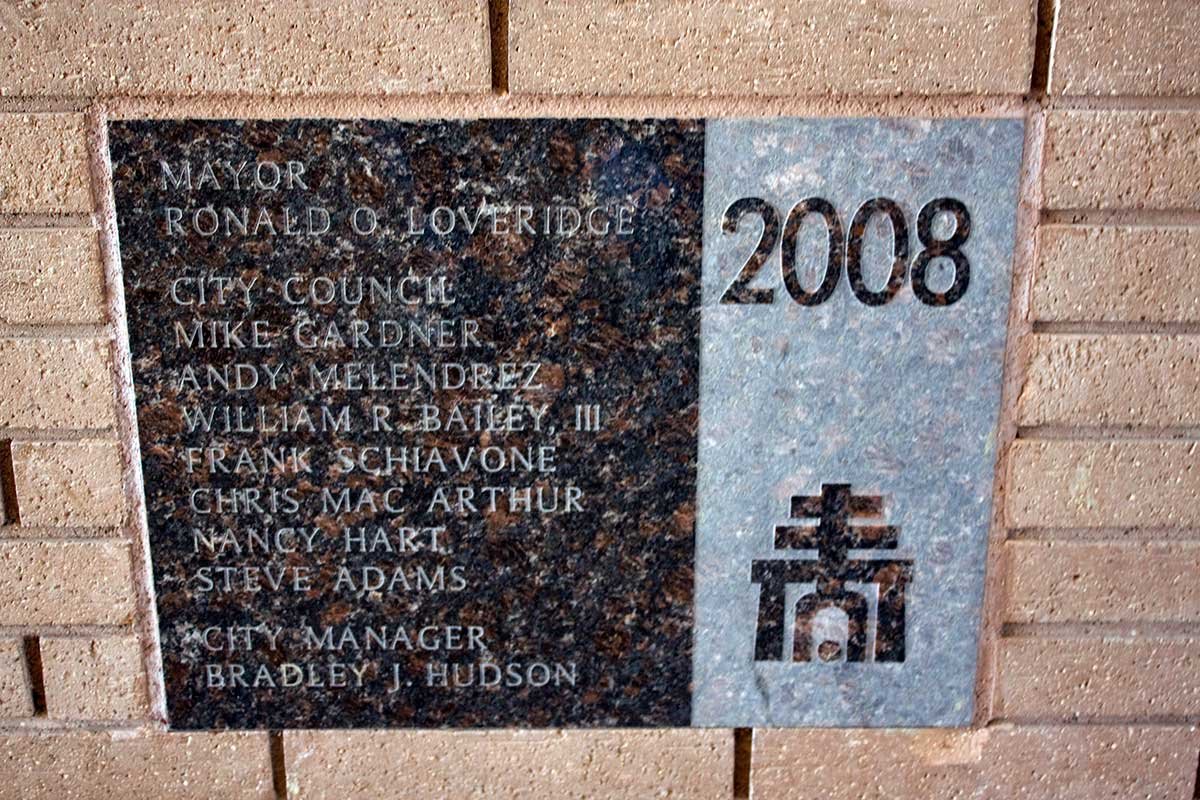 MAYOR
RONALD O. LOVERIDGE
CITY COUNCIL
MIKE GARDNER
ANDY MELENDREZ
WILLIAM R. BAILEY, III
FRANK SCHIAVONE
CHRIS MAC ARTHUR
NANCY HART
STEVE ADAMS
CITY MANAGER
BRADLEY J. HUDSON
2008